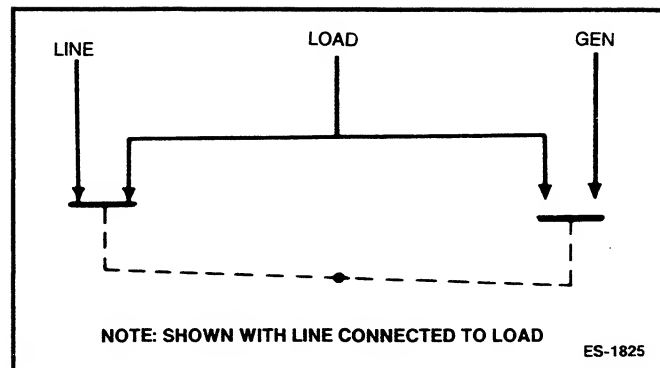 LINE
LOAD
GEN
NOTE: SHOWN WITH LINE CONNECTED TO LOAD
ES-1825